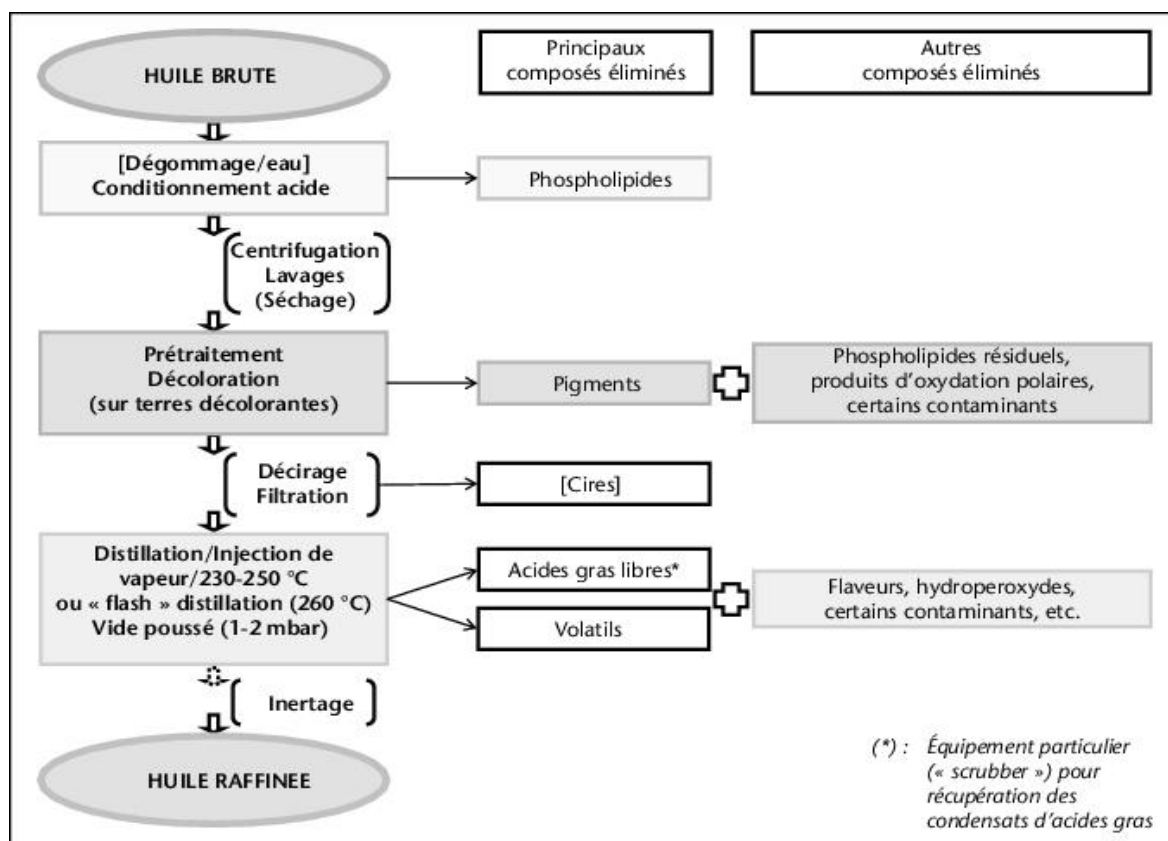 HUILE BRUTE
Principaux
composés éliminés
Autres
composés éliminés
[Dégommage/eau]
Conditionnement acide
Phospholipides
Centrifugation
Lavages
(Séchage)
Prétraitement
Décoloration
(sur terres décolorantes)
Pigments
Phospholipides résiduels,
produits d'oxydation polaires,
certains contaminants
Décirage
Filtration
[Cires]
Distillation/Injection de
vapeur/230-250 °C
ou « flash » distillation (260 °C)
Vide poussé (1-2 mbar)
Acides gras libres*
Volatils
Flaveurs, hydroperoxydes,
certains contaminants, etc.
Inertage
HUILE RAFFINEE
(*) : Équipement particulier
(« scrubber ») pour
récupération des
condensats d'acides gras